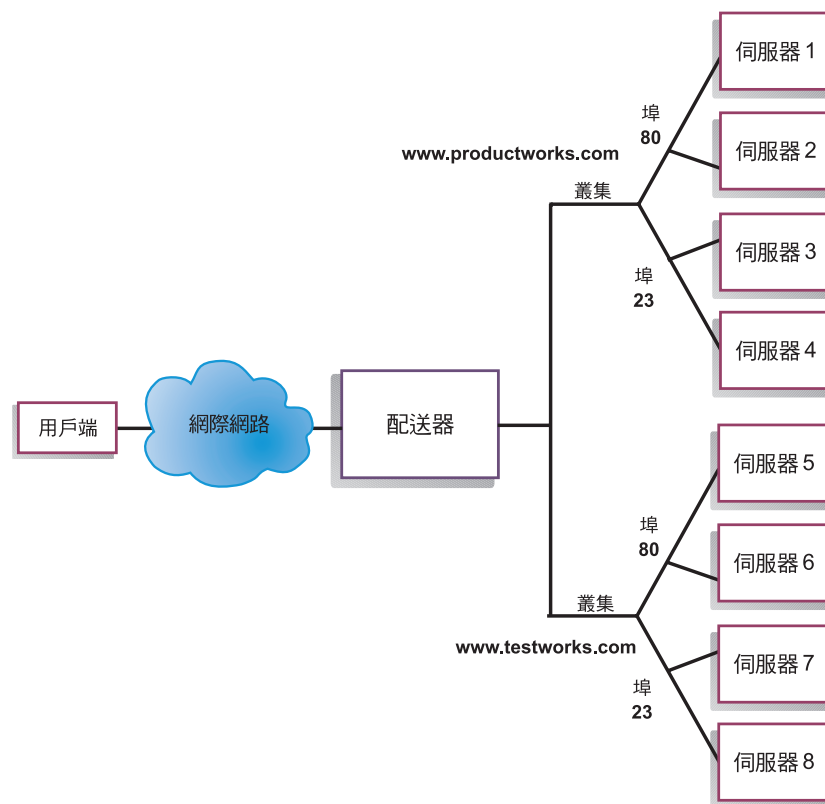 伺服器 1
埠
80
伺服器 2
www.productworks.com
叢集
伺服器 3
埠
23
伺服器 4
用戶端
網際網路
配送器
伺服器 5
埠
80
伺服器 6
叢集
www.testworks.com
伺服器 7
埠
23
伺服器 8